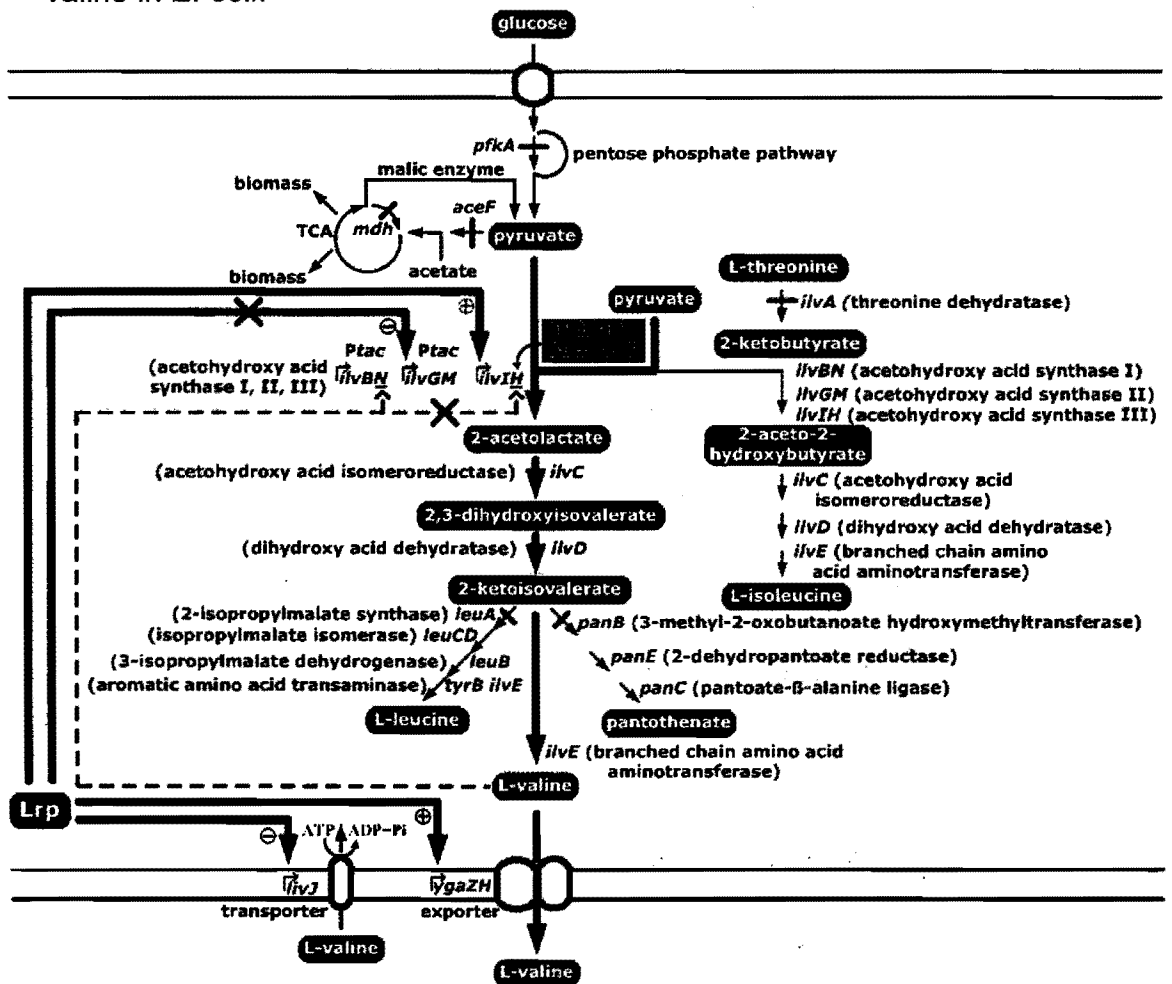 valine in E. coli
glucose
pfkA
pentose phosphate pathway
malic enzyme
biomass
aceF
TCA
mdh
pyruvate
acetate
biomass
L-threonine
pyruvate
ilvA (threonine dehydratase)
2-ketobutyrate
Ptac
Ptac
(acetohydroxy acid
synthase I, II, III)
ilvBN
ilvGM
ilvIH
ilvBN (acetohydroxy acid synthase I)
ilvGM (acetohydroxy acid synthase II)
ilvIH (acetohydroxy acid synthase III)
2-acetolactate
2-aceto-2-
hydroxybutyrate
(acetohydroxy acid isomeroreductase)
ilvC
ilvC (acetohydroxy acid
isomeroreductase)
2,3-dihydroxyisovalerate
(dihydroxy acid dehydratase)
ilvD
ilvD (dihydroxy acid dehydratase)
ilvE (branched chain amino
acid aminotransferase)
2-ketoisovalerate
L-isoleucine
(2-isopropylmalate synthase) leuA
panB (3-methyl-2-oxobutanoate hydroxymethyltransferase)
(isopropylmalate isomerase) leuCD
(3-isopropylmalate dehydrogenase) leuB
panE (2-dehydropantoate reductase)
(aromatic amino acid transaminase) tyrB ilvE
panC (pantoate-ß-alanine ligase)
L-leucine
pantothenate
ilvE (branched chain amino acid
aminotransferase)
L-valine
Lrp
ATP ADP-Pi
livJ
ygaZH
transporter
exporter
L-valine
L-valine